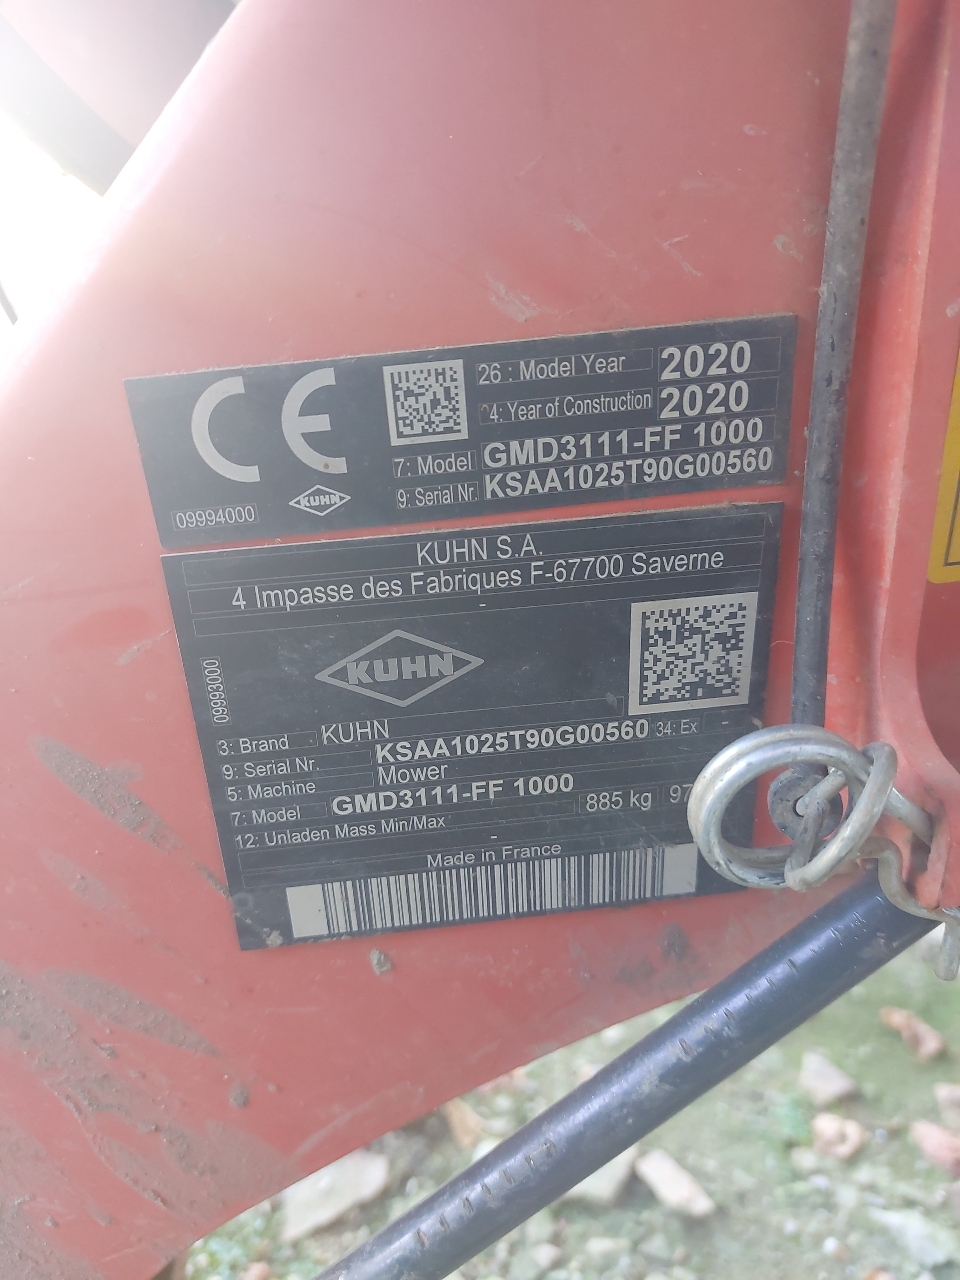 CE
26 : Model Year 2020
4: Year of Construction 2020
7: Model GMD3111-FF 1000
9: Serial Nr. KSAA1025T90G00560
09994000
KUHN
KUHN S.A.
4 Impasse des Fabriques F-67700 Saverne
-
KUHN
09993000
3: Brand KUHN
9: Serial Nr. KSAA1025T90G00560 34: Ex -
5: Machine Mower
7: Model GMD3111-FF 1000
12: Unladen Mass Min/Max 885 kg
-
Made in France